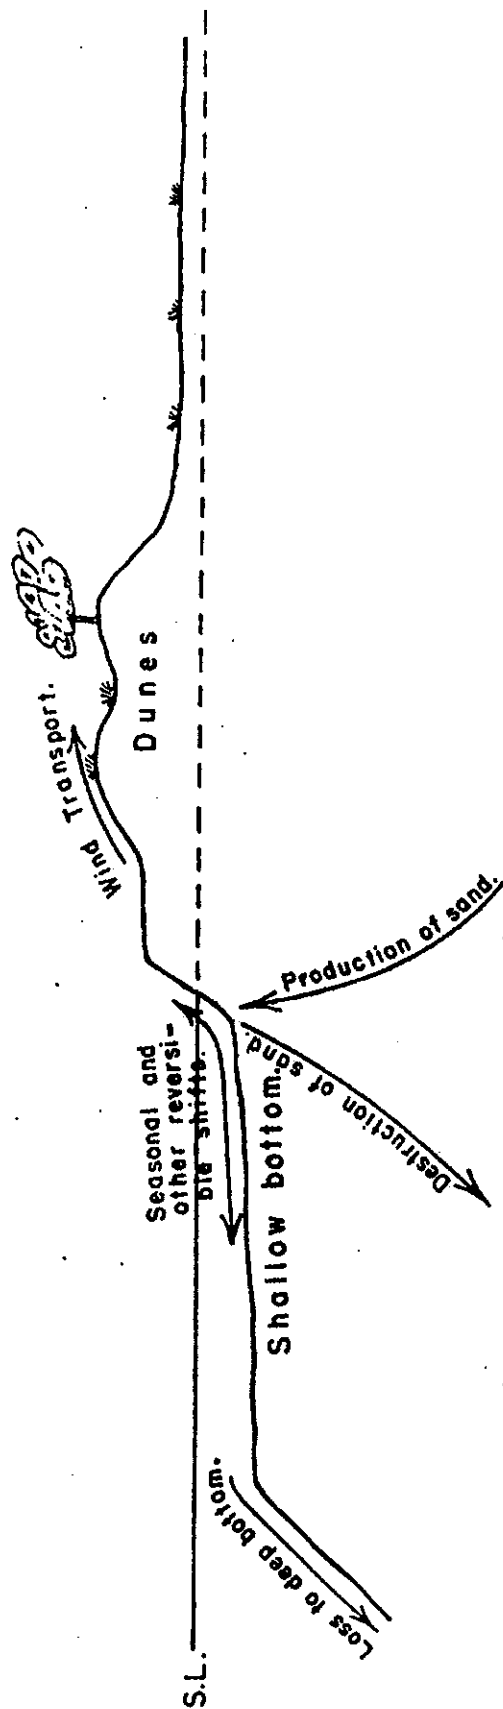 Wind Transport.
Dunes
Seasonal and
other reversi-
ble shifts.
Production of sand.
Destruction of sand.
Shallow bottom.
Loss to deep bottom.
S.L.